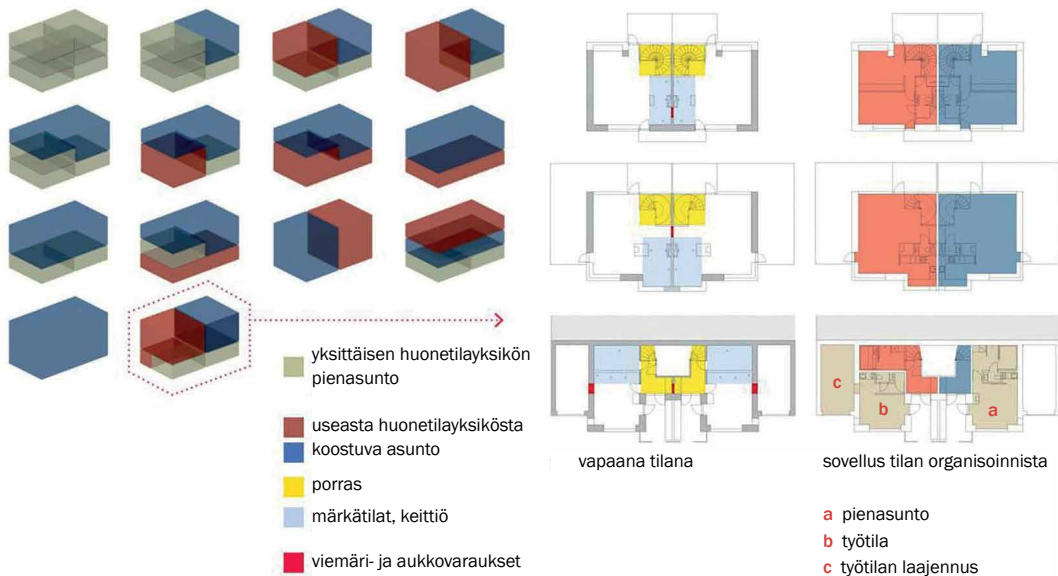 yksittäisen huonetilayksikön
pienasunto
useasta huonetilayksiköstä
koostuva asunto
porras
märkätilat, keittiö
viemäri- ja aukkovaraukset
c
b
a
vapaana tilana
sovellus tilan organisoinnista
a pienasunto
b työtila
c työtilan laajennus